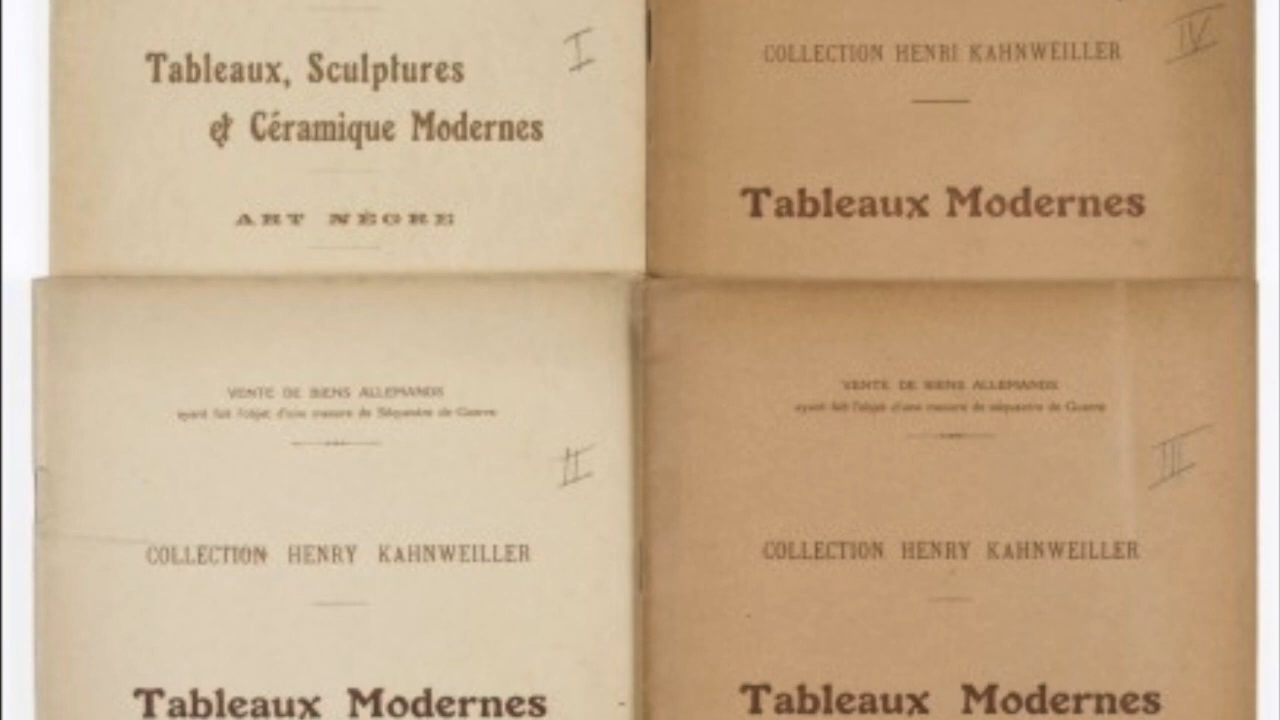 Tableaux, Sculptures
& Céramique Modernes
ART NÈGRE
I
COLLECTION HENRI KAHNWEILLER
IV
Tableaux Modernes
VENTE DE BIENS ALLEMANDS
ayant fait l'objet d'une mesure de Séquestre de Guerre
II
COLLECTION HENRY KAHNWEILLER
Tableaux Modernes
VENTE DE BIENS ALLEMANDS
ayant fait l'objet d'une mesure de séquestre de Guerre
III
COLLECTION HENRY KAHNWEILLER
Tableaux Modernes